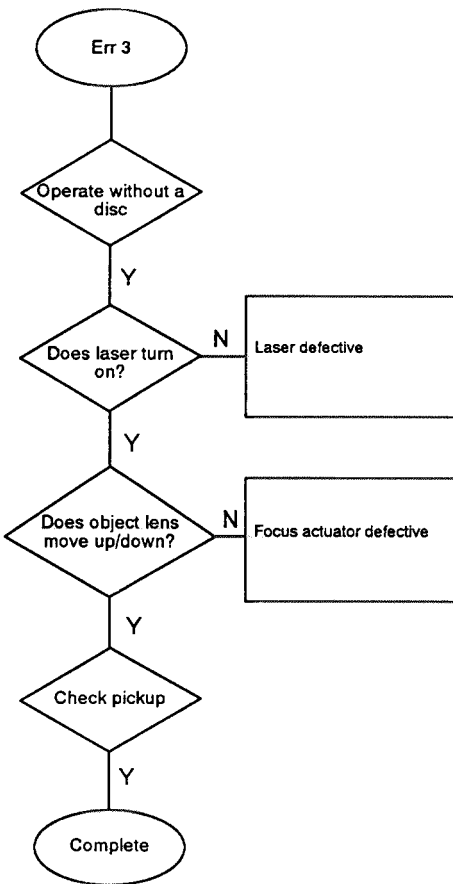 Err 3
Operate without a
disc
Y
Does laser turn
on?
N
Laser defective
Y
Does object lens
move up/down?
N
Focus actuator defective
Y
Check pickup
Y
Complete